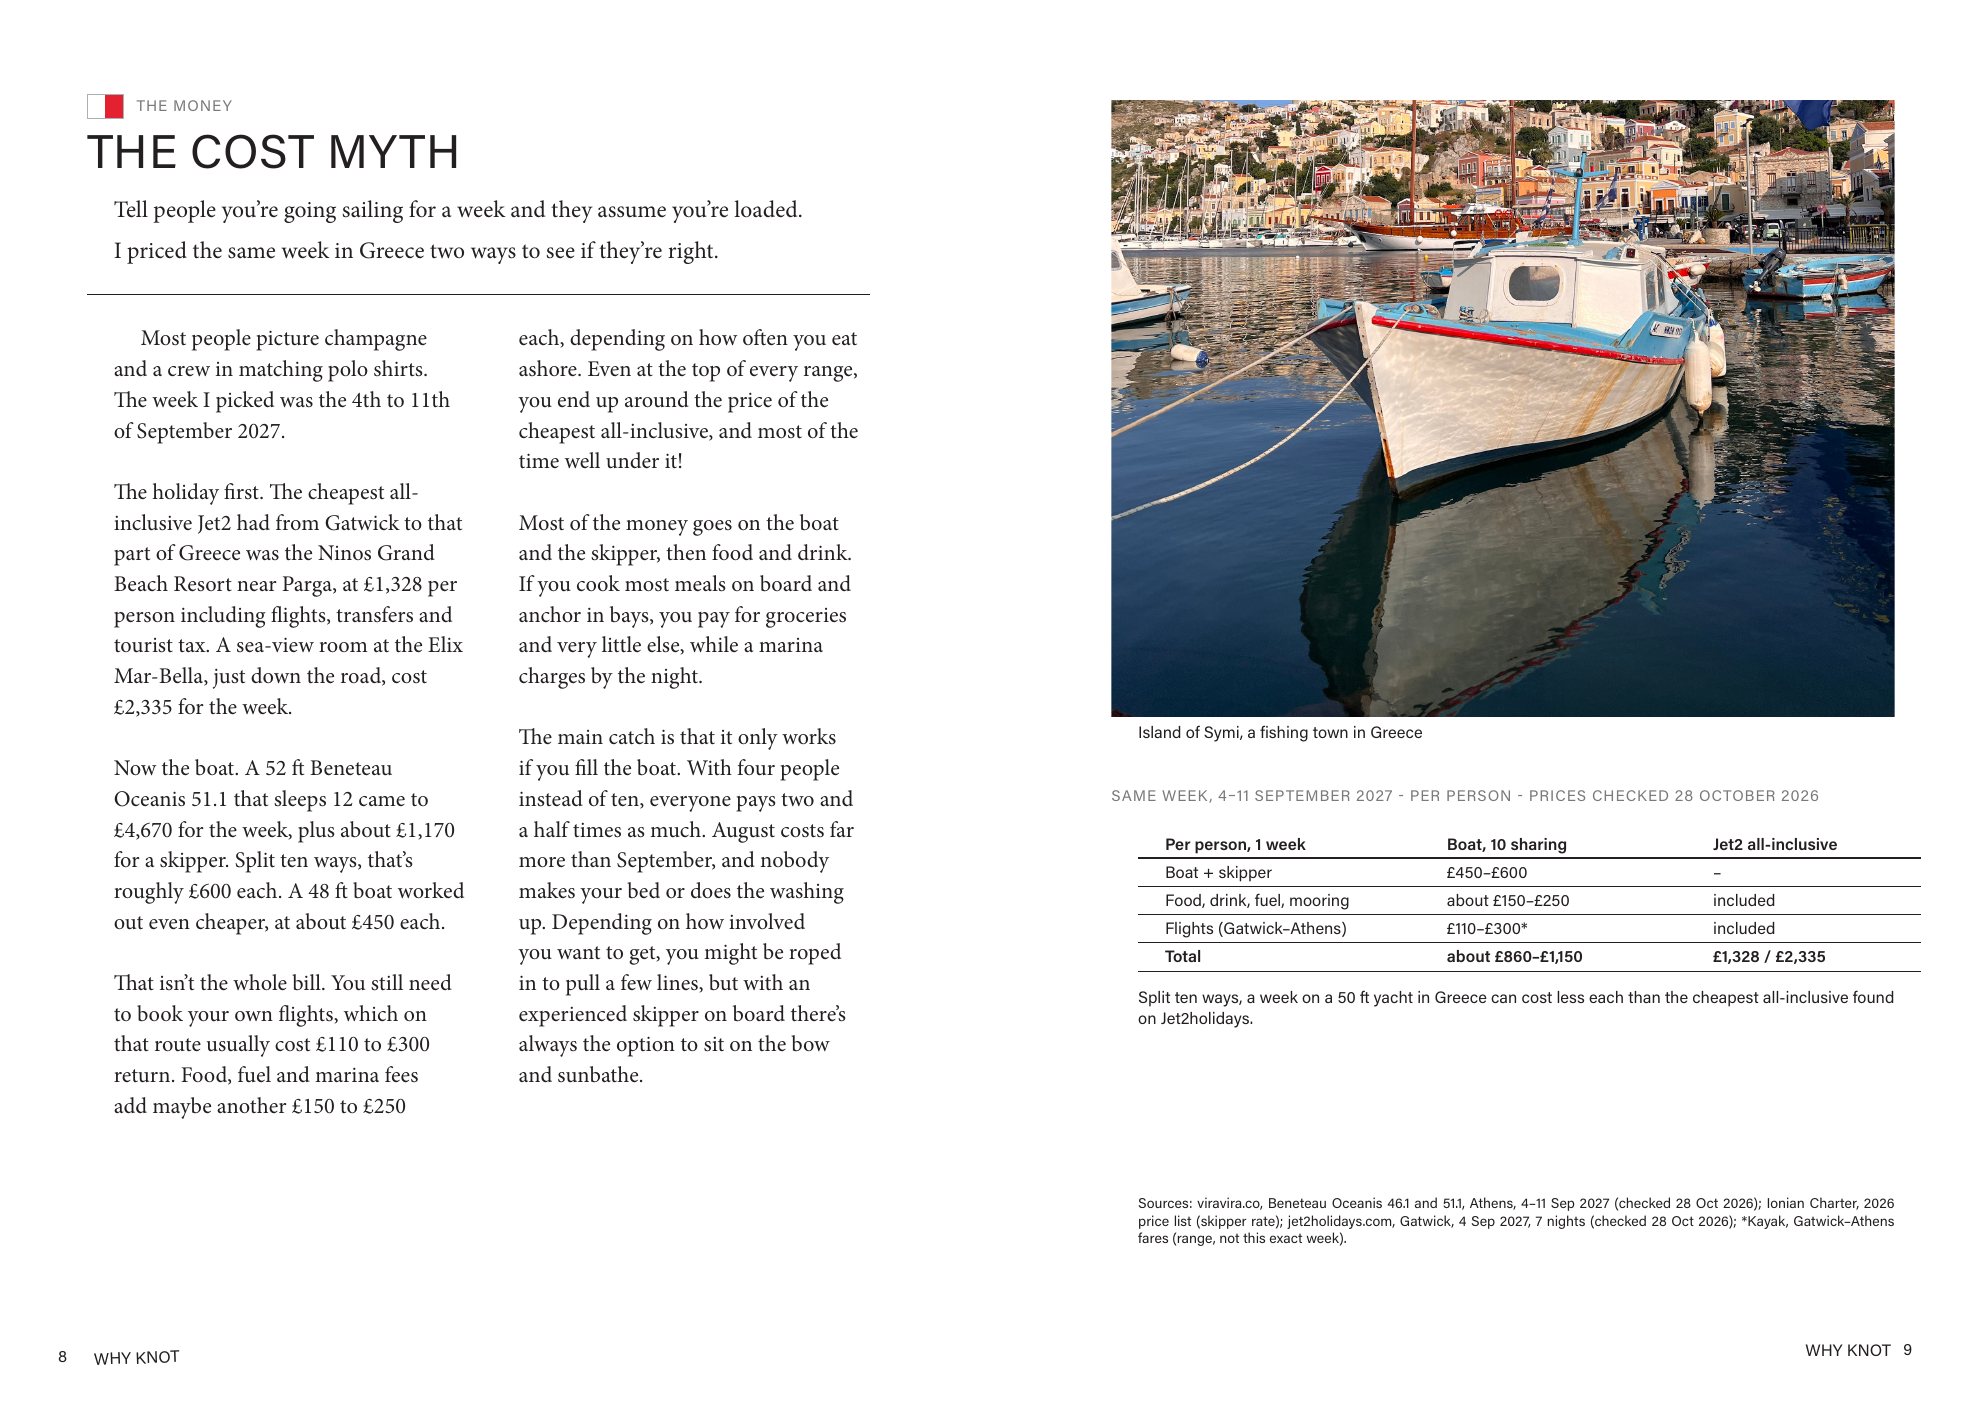 THE MONEY
THE COST MYTH
Tell people you’re going sailing for a week and they assume you’re loaded.
I priced the same week in Greece two ways to see if they’re right.
Most people picture champagne
and a crew in matching polo shirts.
The week I picked was the 4th to 11th
of September 2027.
The holiday first. The cheapest all-
inclusive Jet2 had from Gatwick to that
part of Greece was the Ninos Grand
Beach Resort near Parga, at £1,328 per
person including flights, transfers and
tourist tax. A sea-view room at the Elix
Mar-Bella, just down the road, cost
£2,335 for the week.
Now the boat. A 52 ft Beneteau
Oceanis 51.1 that sleeps 12 came to
£4,670 for the week, plus about £1,170
for a skipper. Split ten ways, that’s
roughly £600 each. A 48 ft boat worked
out even cheaper, at about £450 each.
That isn’t the whole bill. You still need
to book your own flights, which on
that route usually cost £110 to £300
return. Food, fuel and marina fees
add maybe another £150 to £250
each, depending on how often you eat
ashore. Even at the top of every range,
you end up around the price of the
cheapest all-inclusive, and most of the
time well under it!
Most of the money goes on the boat
and the skipper, then food and drink.
If you cook most meals on board and
anchor in bays, you pay for groceries
and very little else, while a marina
charges by the night.
The main catch is that it only works
if you fill the boat. With four people
instead of ten, everyone pays two and
a half times as much. August costs far
more than September, and nobody
makes your bed or does the washing
up. Depending on how involved
you want to get, you might be roped
in to pull a few lines, but with an
experienced skipper on board there’s
always the option to sit on the bow
and sunbathe.
8 WHY KNOT
Island of Symi, a fishing town in Greece
SAME WEEK, 4–11 SEPTEMBER 2027 - PER PERSON - PRICES CHECKED 28 OCTOBER 2026
Per person, 1 week Boat, 10 sharing Jet2 all-inclusive
Boat + skipper £450–£600 –
Food, drink, fuel, mooring about £150–£250 included
Flights (Gatwick–Athens) £110–£300* included
Total about £860–£1,150 £1,328 / £2,335
Split ten ways, a week on a 50 ft yacht in Greece can cost less each than the cheapest all-inclusive found
on Jet2holidays.
Sources: viravira.co, Beneteau Oceanis 46.1 and 51.1, Athens, 4–11 Sep 2027 (checked 28 Oct 2026); Ionian Charter, 2026
price list (skipper rate); jet2holidays.com, Gatwick, 4 Sep 2027, 7 nights (checked 28 Oct 2026); *Kayak, Gatwick–Athens
fares (range, not this exact week).
WHY KNOT 9